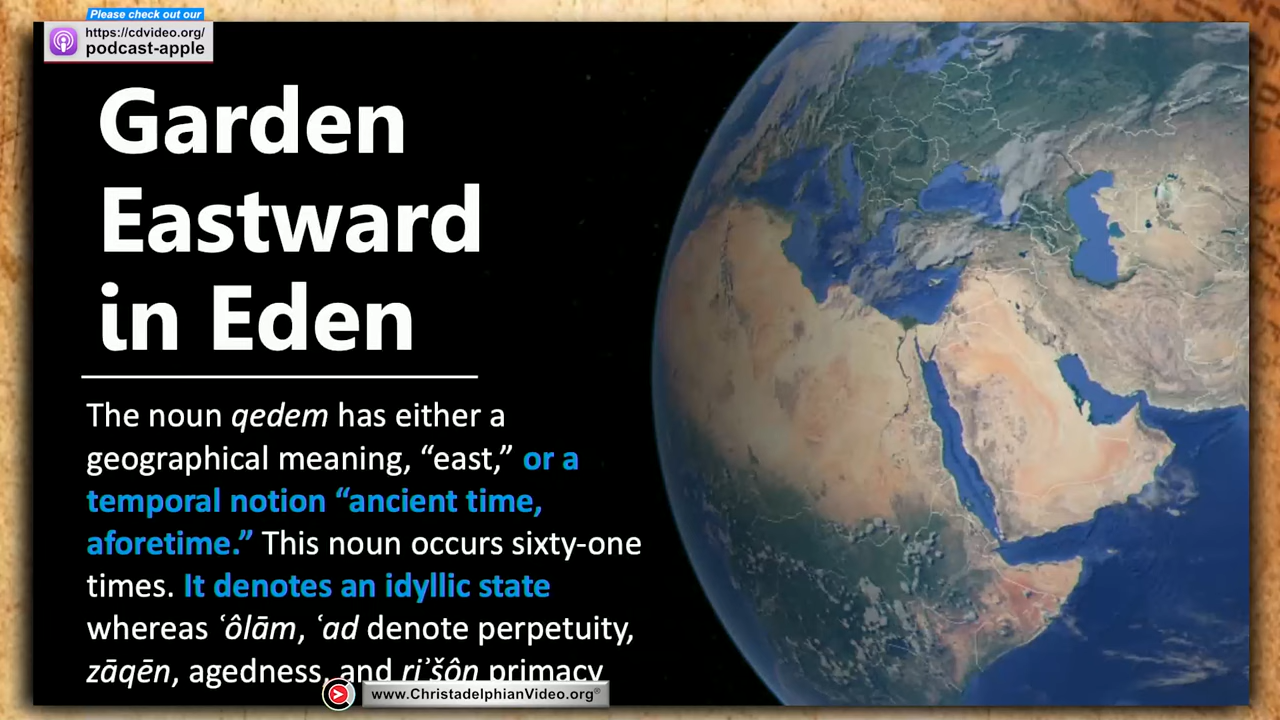 Please check out our
https://cdvideo.org/
podcast-apple
Garden
Eastward
in Eden
The noun qedem has either a
geographical meaning, “east,” or a
temporal notion “ancient time,
aforetime.” This noun occurs sixty-one
times. It denotes an idyllic state
whereas ʿôlām, ʿad denote perpetuity,
zāqēn, agedness, and riʾšôn primacy
www.ChristadelphianVideo.org®